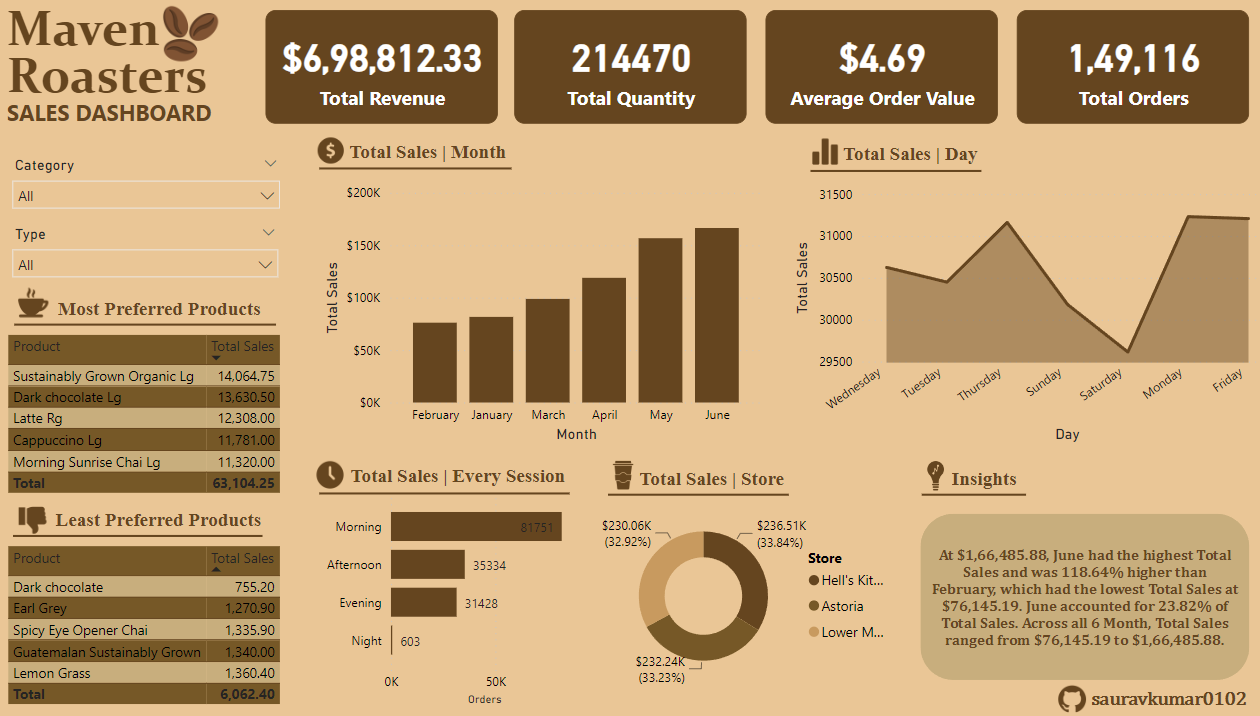 Maven
Roasters
SALES DASHBOARD
$6,98,812.33
Total Revenue
214470
Total Quantity
$4.69
Average Order Value
1,49,116
Total Orders
Category
All
Type
All
Most Preferred Products
Product Total Sales
Sustainably Grown Organic Lg 14,064.75
Dark chocolate Lg 13,630.50
Latte Rg 12,308.00
Cappuccino Lg 11,781.00
Morning Sunrise Chai Lg 11,320.00
Total 63,104.25
Least Preferred Products
Product Total Sales
Dark chocolate 755.20
Earl Grey 1,270.90
Spicy Eye Opener Chai 1,335.90
Guatemalan Sustainably Grown 1,340.00
Lemon Grass 1,360.40
Total 6,062.40
$ Total Sales | Month
Total Sales
$200K
$150K
$100K
$50K
$0K
February January March April May June
Month
Total Sales | Day
Total Sales
31500
31000
30500
30000
29500
Wednesday Tuesday Thursday Sunday Saturday Monday Friday
Day
Total Sales | Every Session
Morning 81751
Afternoon 35334
Evening 31428
Night 603
0K 50K
Orders
Total Sales | Store
$230.06K
(32.92%)
$236.51K
(33.84%)
$232.24K
(33.23%)
Store
Hell's Kit...
Astoria
Lower M...
Insights
At $1,66,485.88, June had the highest Total
Sales and was 118.64% higher than
February, which had the lowest Total Sales at
$76,145.19. June accounted for 23.82% of
Total Sales. Across all 6 Month, Total Sales
ranged from $76,145.19 to $1,66,485.88.
sauravkumar0102